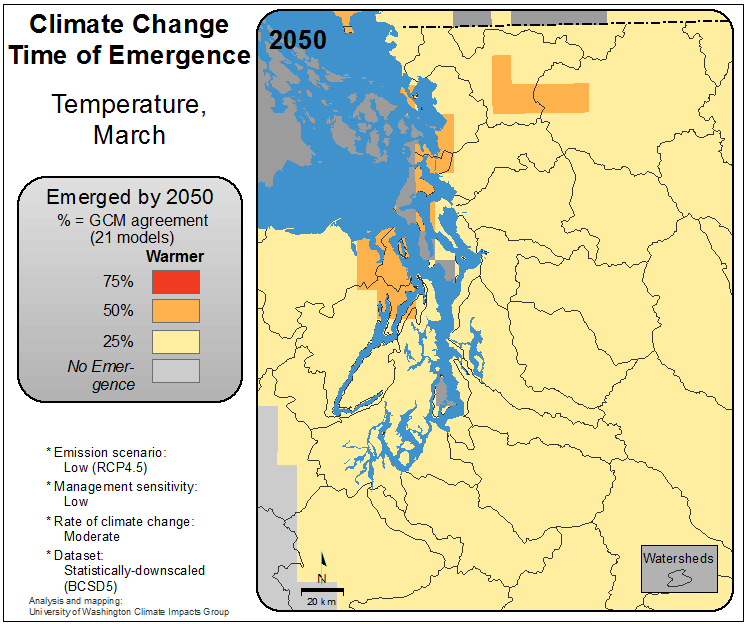 Climate Change
Time of Emergence
Temperature,
March
Emerged by 2050
% = GCM agreement
(21 models)
Warmer
75%
50%
25%
No Emer-
gence
* Emission scenario:
Low (RCP4.5)
* Management sensitivity:
Low
* Rate of climate change:
Moderate
* Dataset:
Statistically-downscaled
(BCSD5)
Analysis and mapping:
University of Washington Climate Impacts Group
2050
N
20 km
Watersheds